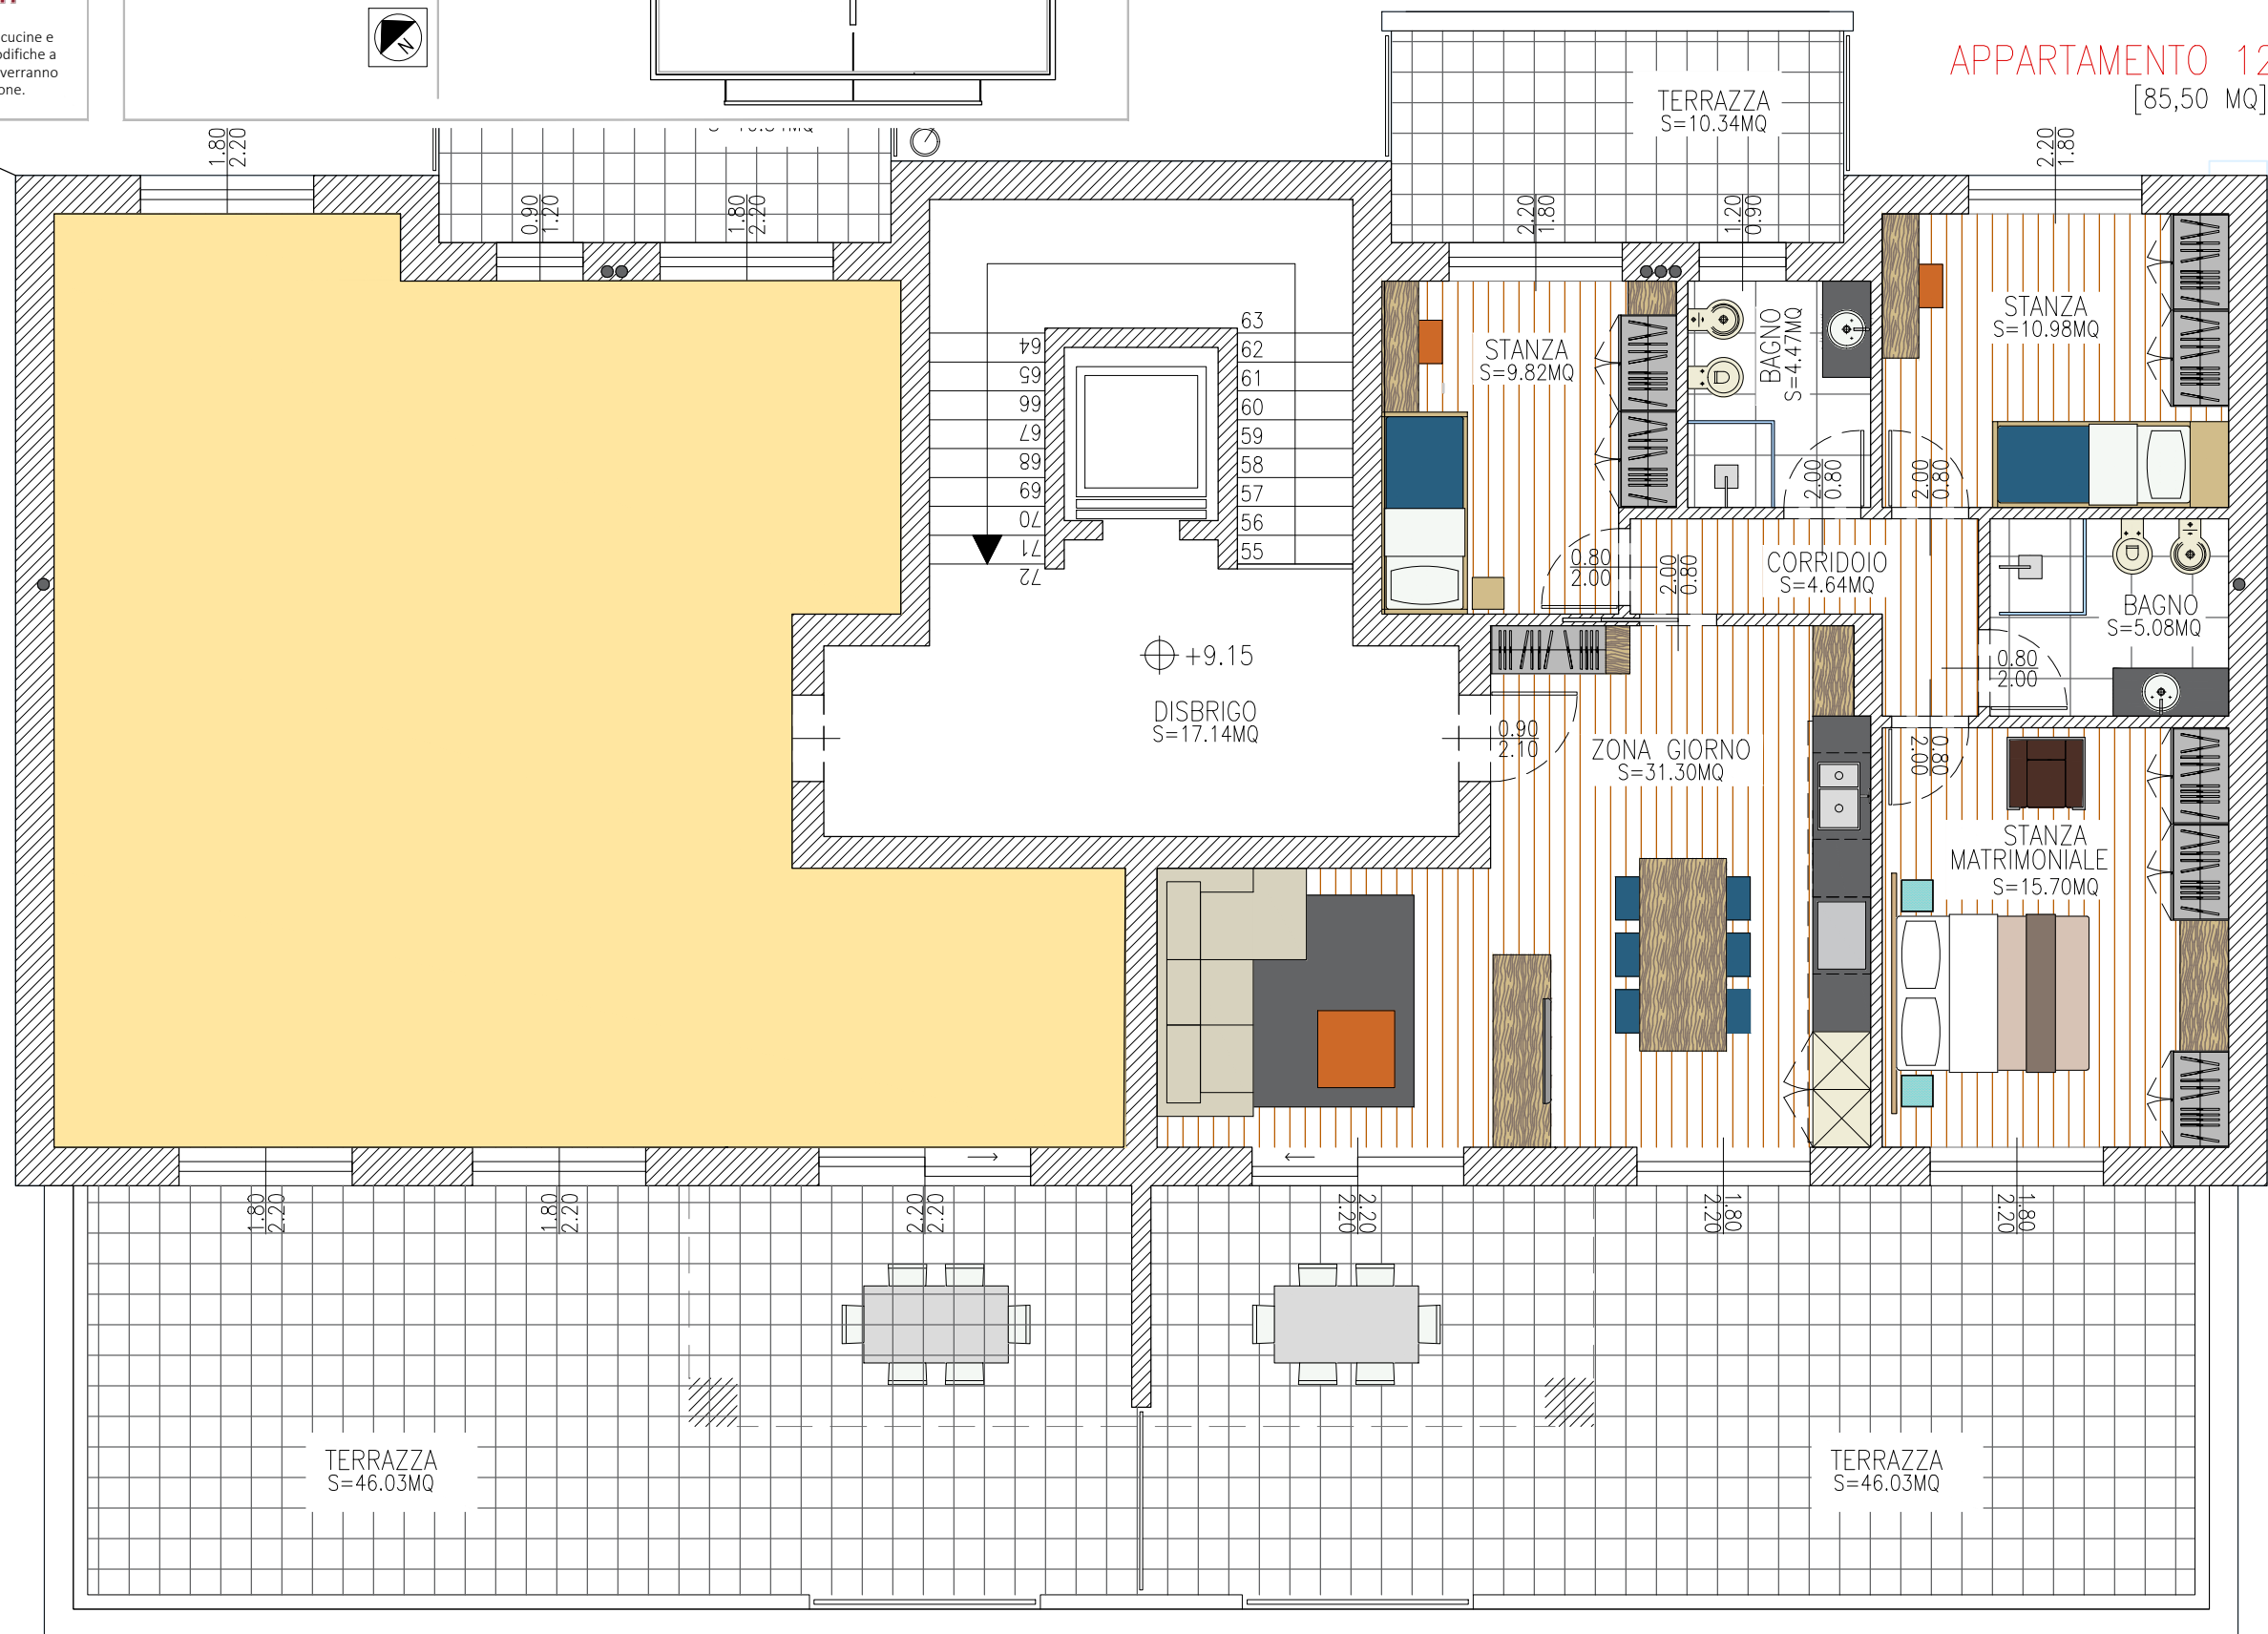 cucine e
odifiche a
verranno
one.
N
APPARTAMENTO 12
[85,50 MQ]
TERRAZZA
S=10.34MQ
1.80
2.20
0.90
1.20
1.80
2.20
2.20
1.80
1.20
0.90
2.20
1.80
63
62
61
60
59
58
57
56
55
64
65
66
67
68
69
70
71
72
STANZA
S=9.82MQ
BAGNO
S=4.47MQ
STANZA
S=10.98MQ
2.00
0.80
2.00
0.80
0.80
2.00
2.00
0.80
CORRIDOIO
S=4.64MQ
BAGNO
S=5.08MQ
0.80
2.00
+9.15
DISBRIGO
S=17.14MQ
0.90
2.10
ZONA GIORNO
S=31.30MQ
0.80
2.00
STANZA
MATRIMONIALE
S=15.70MQ
1.80
2.20
1.80
2.20
2.20
2.20
2.20
2.20
1.80
2.20
1.80
2.20
TERRAZZA
S=46.03MQ
TERRAZZA
S=46.03MQ